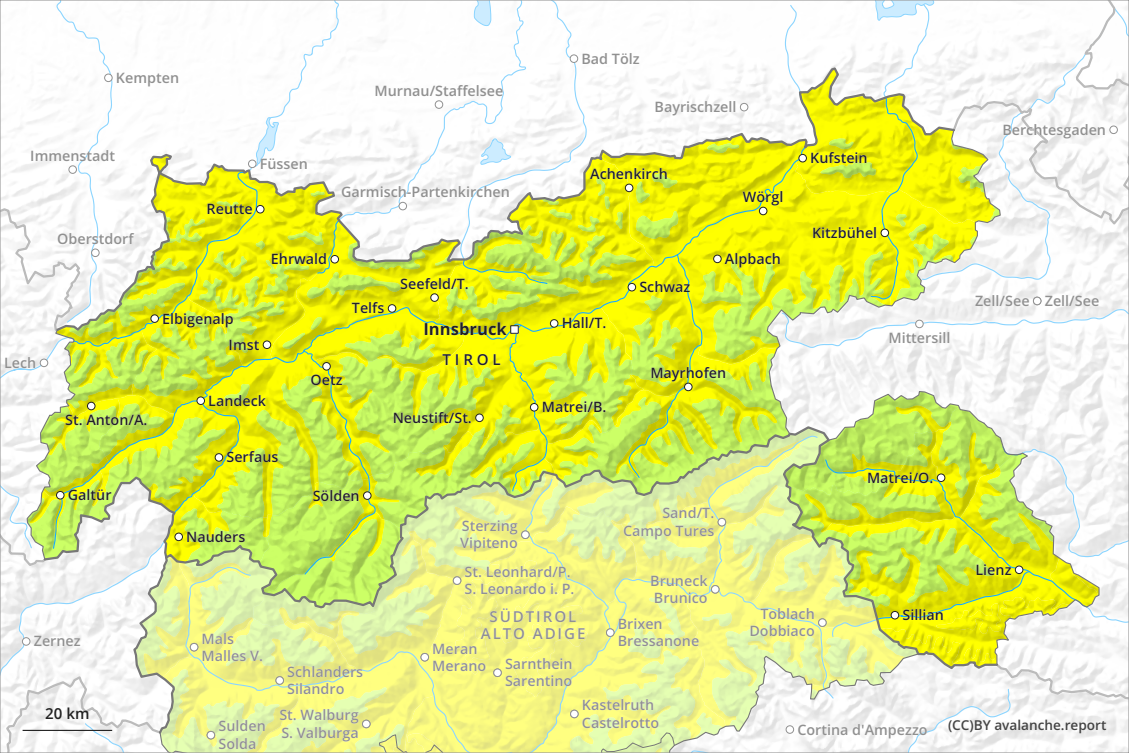 Kempten
Bad Tölz
Murnau/Staffelsee
Bayrischzell
Berchtesgaden
Immenstadt
Füssen
Kufstein
Achenkirch
Garmisch-Partenkirchen
Wörgl
Reutte
Kitzbühel
Oberstdorf
Ehrwald
Alpbach
Seefeld/T.
Schwaz
Zell/See
Zell/See
Telfs
Elbigenalp
Innsbruck
Hall/T.
Mittersill
Imst
TIROL
Lech
Oetz
Mayrhofen
Landeck
Matrei/B.
St. Anton/A.
Neustift/St.
Serfaus
Matrei/O.
Galtür
Sölden
Sand/T.
Campo Tures
Sterzing
Vipiteno
Nauders
Lienz
St. Leonhard/P.
S. Leonardo i. P.
Bruneck
Brunico
SÜDTIROL
ALTO ADIGE
Toblach
Dobbiaco
Sillian
Brixen
Bressanone
Zernez
Mals
Malles V.
Meran
Merano
Sarnthein
Sarentino
Schlanders
Silandro
Kastelruth
Castelrotto
20 km
St. Walburg
S. Valburga
Sulden
Solda
Cortina d'Ampezzo
(CC)BY avalanche.report